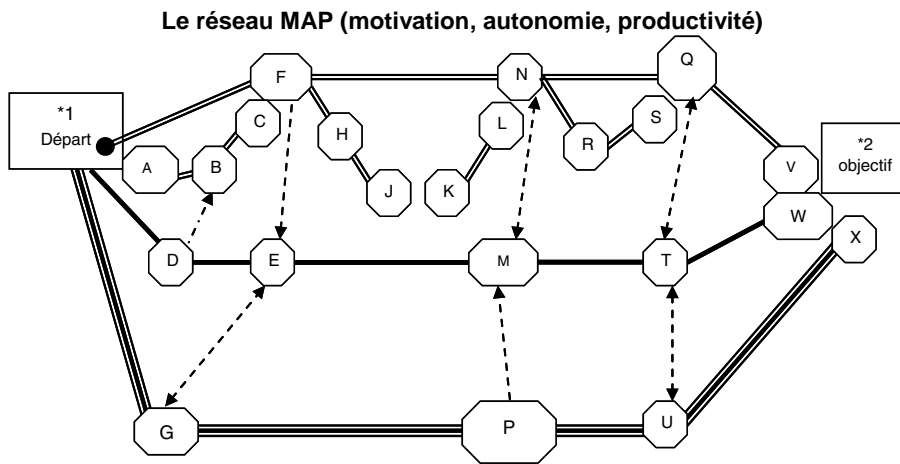 Le réseau MAP (motivation, autonomie, productivité)
*1
Départ
F
N
Q
C
L
S
H
R
A
B
V
*2
objectif
J
K
W
X
D
E
M
T
G
P
U